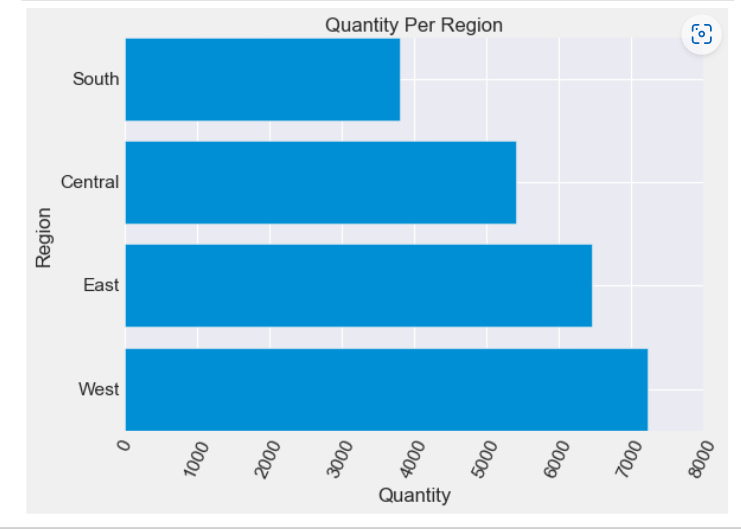 Quantity Per Region
South
Central
East
West
Region
0
1000
2000
3000
4000
5000
6000
7000
8000
Quantity